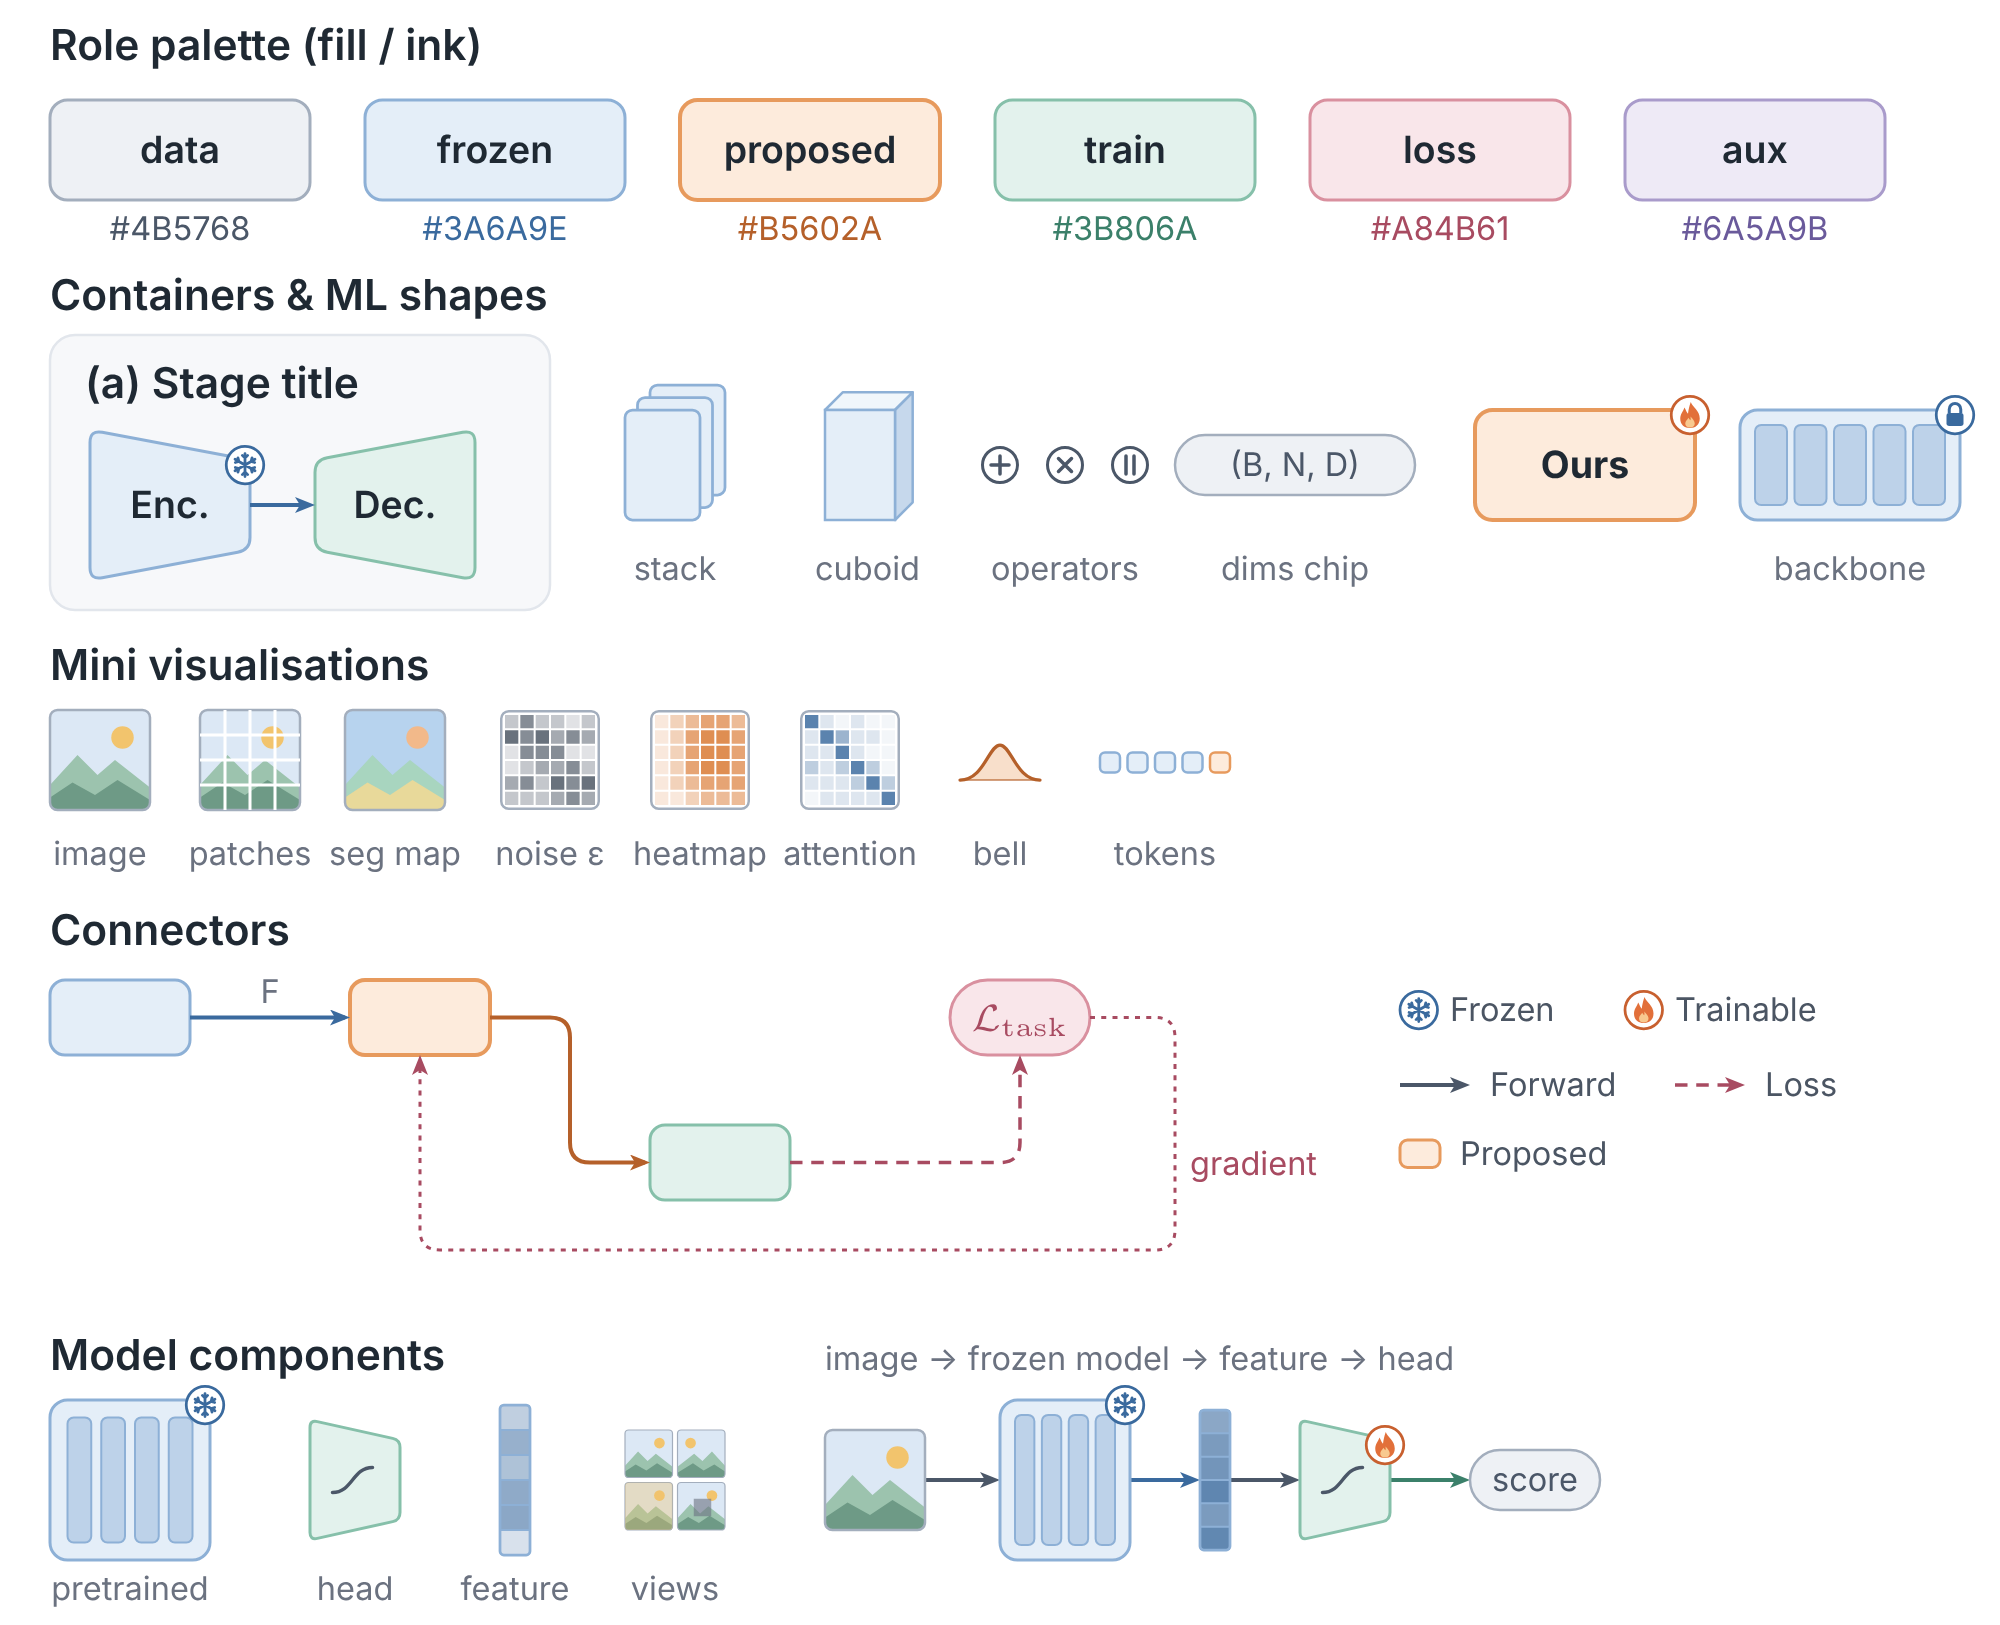 Role palette (fill / ink)
data frozen proposed train loss aux
#4B5768 #3A6A9E #B5602A #3B806A #A84B61 #6A5A9B
Containers & ML shapes
(a) Stage title
Enc. Dec.
(B, N, D)
Ours
stack cuboid operators dims chip backbone
Mini visualisations
image patches seg map noise ε heatmap attention bell tokens
Connectors
F
ℒtask
gradient
Frozen Trainable
Forward Loss
Proposed
Model components
image → frozen model → feature → head
score
pretrained head feature views